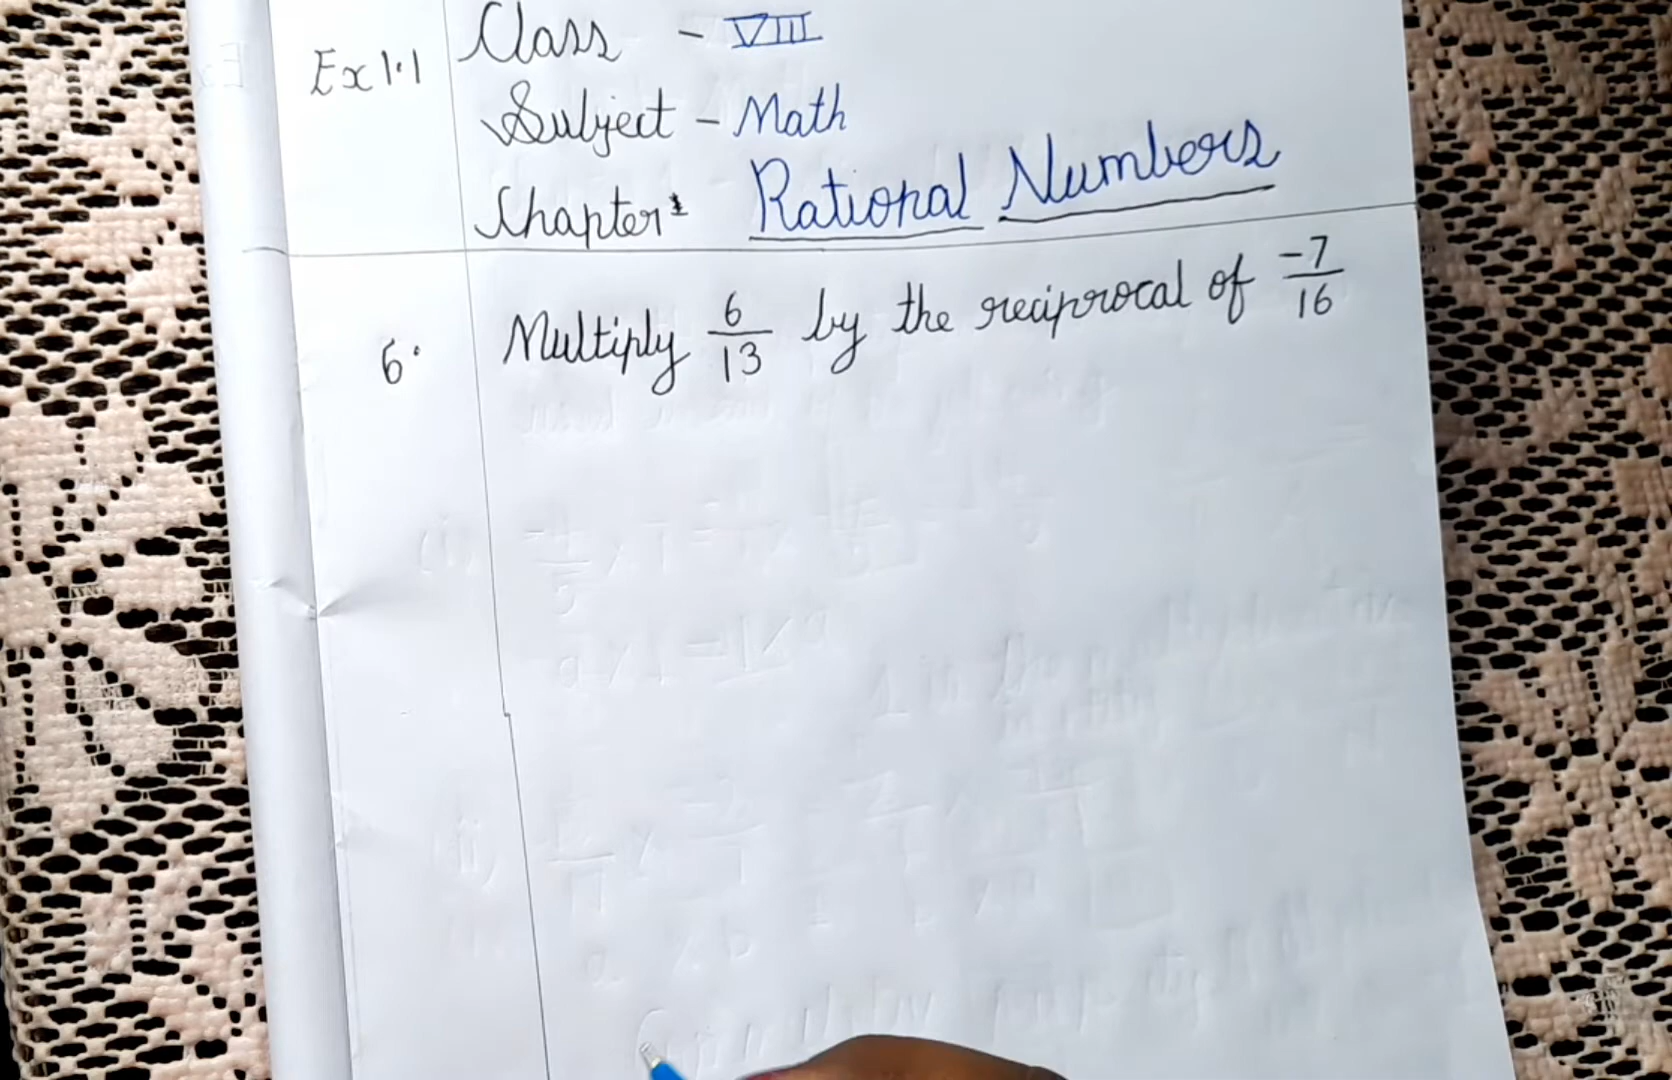 Ex 1.1
Class - VIII
Subject - Math
Chapter 1 Rational Numbers
6. Multiply 6/13 by the reciprocal of -7/16